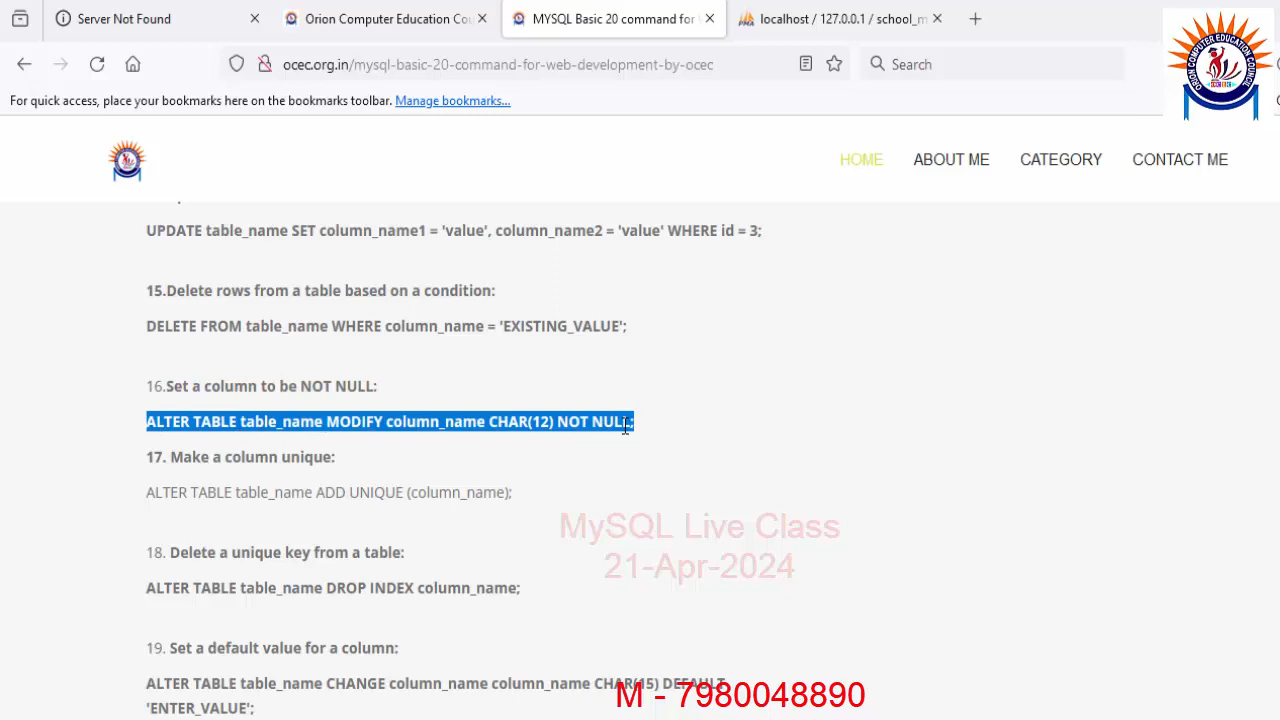 Server Not Found
Orion Computer Education Cou
MYSQL Basic 20 command for
localhost / 127.0.0.1 / school_m
ocec.org.in/mysql-basic-20-command-for-web-development-by-ocec
Search
For quick access, place your bookmarks here on the bookmarks toolbar. Manage bookmarks...
ORION COMPUTER EDUCATION COUNCIL
HOME
ABOUT ME
CATEGORY
CONTACT ME
UPDATE table_name SET column_name1 = 'value', column_name2 = 'value' WHERE id = 3;
15.Delete rows from a table based on a condition:
DELETE FROM table_name WHERE column_name = 'EXISTING_VALUE';
16.Set a column to be NOT NULL:
ALTER TABLE table_name MODIFY column_name CHAR(12) NOT NULL;
17. Make a column unique:
ALTER TABLE table_name ADD UNIQUE (column_name);
MySQL Live Class
21-Apr-2024
18. Delete a unique key from a table:
ALTER TABLE table_name DROP INDEX column_name;
19. Set a default value for a column:
ALTER TABLE table_name CHANGE column_name column_name CHAR(15) DEFAULT
'ENTER_VALUE';
M - 7980048890